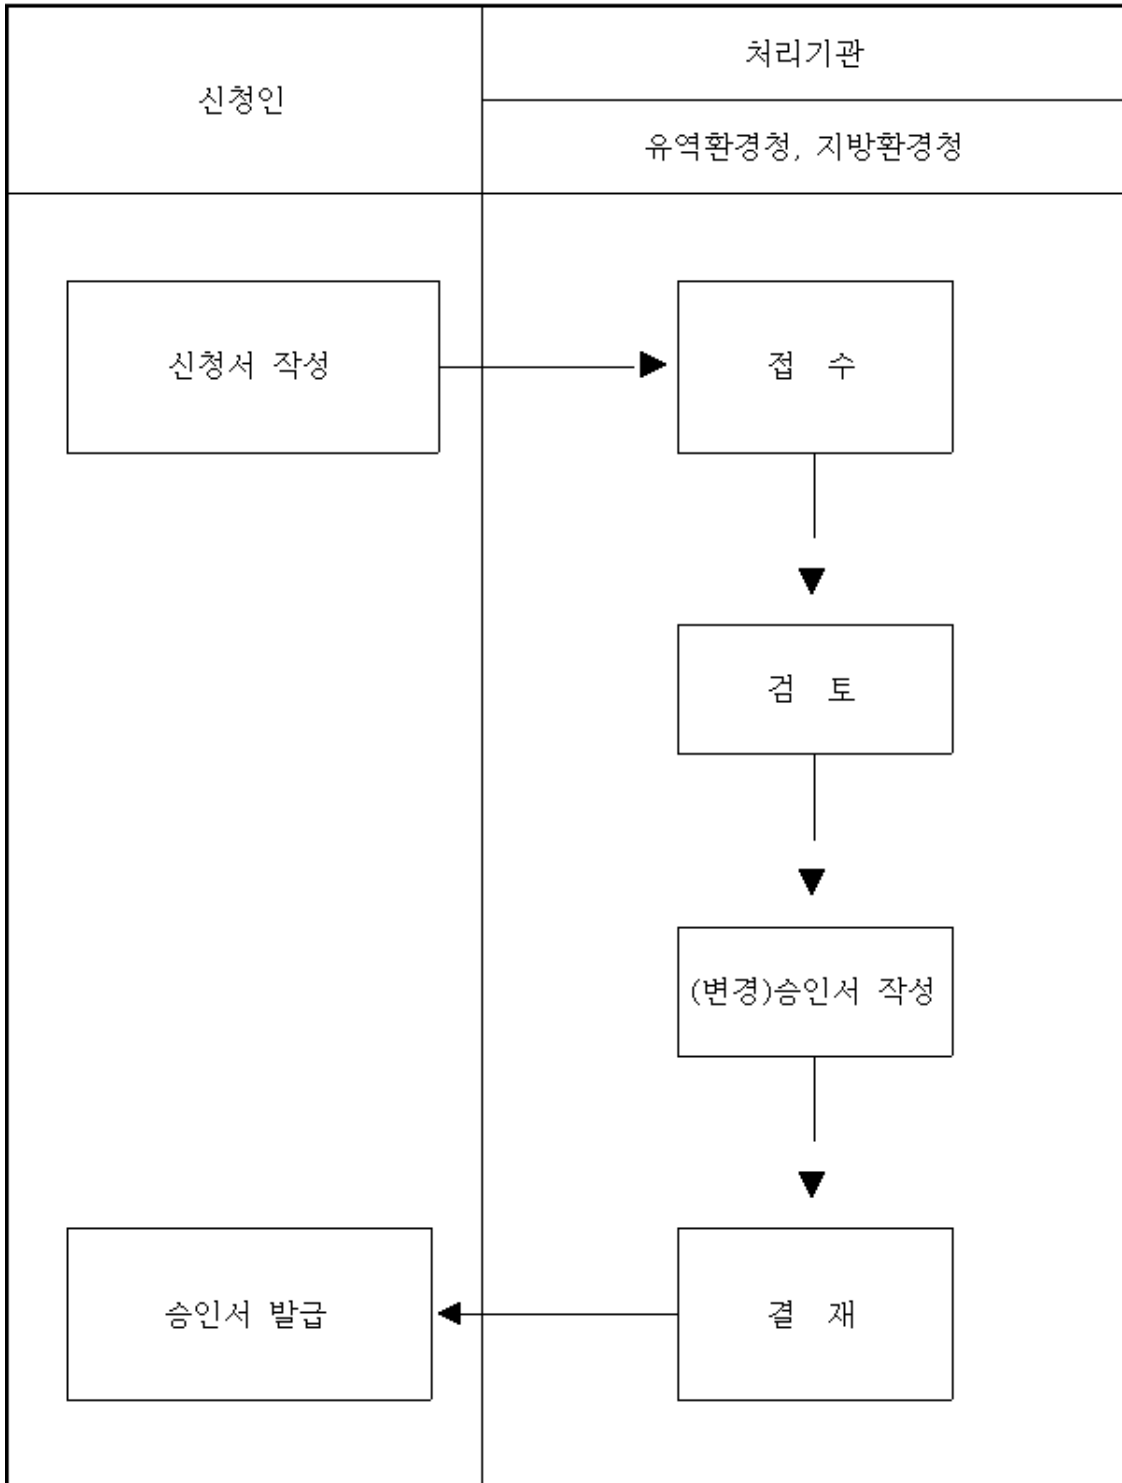 신청인
처리기관
유역환경청, 지방환경청
신청서 작성
접 수
검 토
(변경)승인서 작성
결 재
승인서 발급